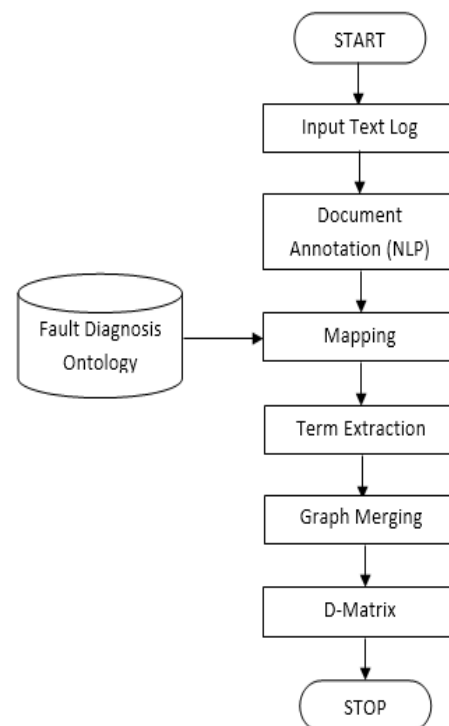 START
Input Text Log
Document
Annotation (NLP)
Fault Diagnosis
Ontology
Mapping
Term Extraction
Graph Merging
D-Matrix
STOP